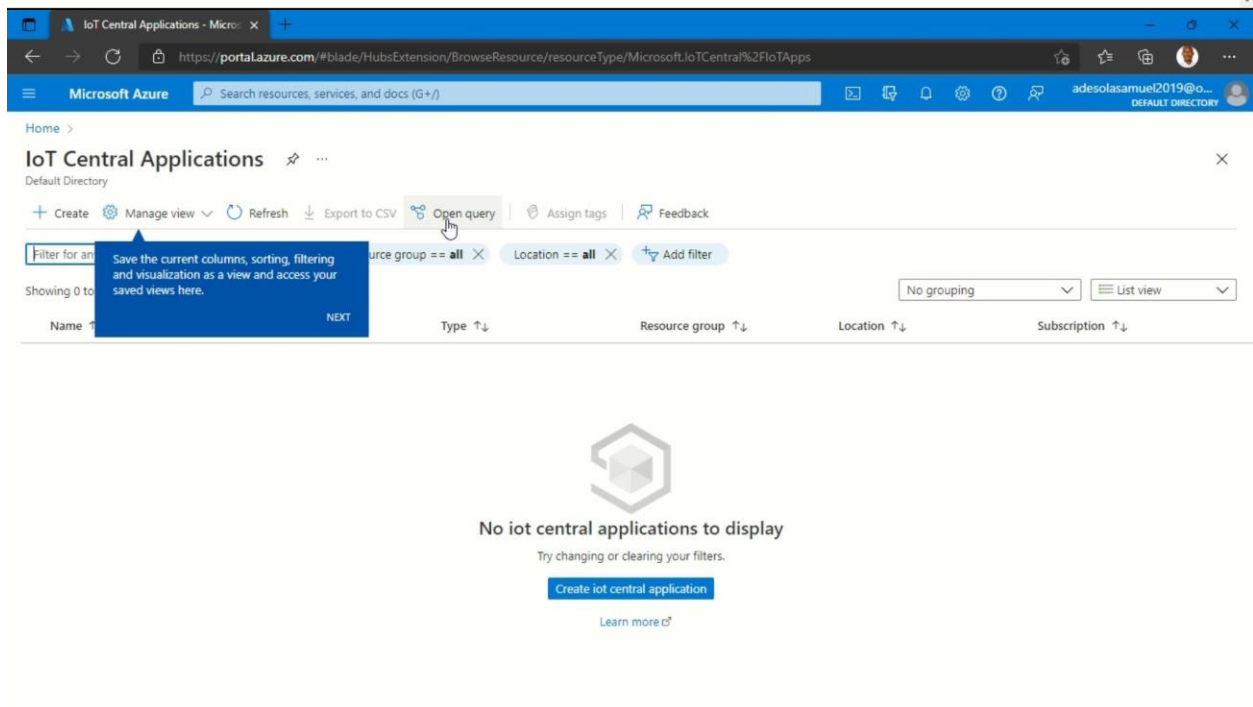 IoT Central Applications - Micro
https://portal.azure.com/#blade/HubsExtension/BrowseResource/resourceType/Microsoft.IoTCentral%2FIoTApps
Microsoft Azure
Search resources, services, and docs (G+/)
adesolasamuel2019@o...
DEFAULT DIRECTORY
Home >
IoT Central Applications ...
Default Directory
+ Create Manage view Refresh Export to CSV Open query Assign tags Feedback
Filter for an urce group == all Location == all Add filter
Save the current columns, sorting, filtering
and visualization as a view and access your
saved views here.
NEXT
Showing 0 to No grouping List view
Name Type Resource group Location Subscription
No iot central applications to display
Try changing or clearing your filters.
Create iot central application
Learn more